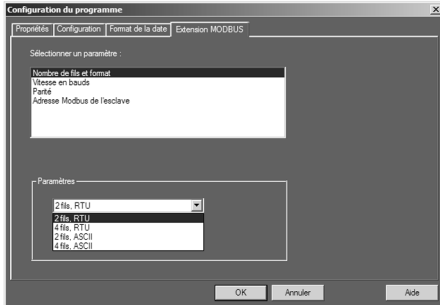 Configuration du programme
Propriétés Configuration Format de la date Extension MODBUS
Sélectionner un paramètre :
Nombre de fils et format
Vitesse en bauds
Parité
Adresse Modbus de l'esclave
Paramètres
2 fils, RTU
2 fils, RTU
4 fils, RTU
2 fils, ASCII
4 fils, ASCII
OK Annuler Aide